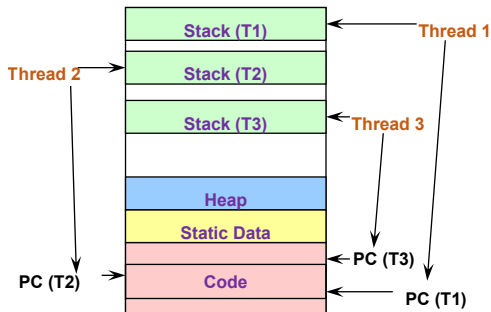 Stack (T1)
Thread 1
Thread 2
Stack (T2)
Stack (T3)
Thread 3
Heap
Static Data
PC (T3)
PC (T2)
Code
PC (T1)